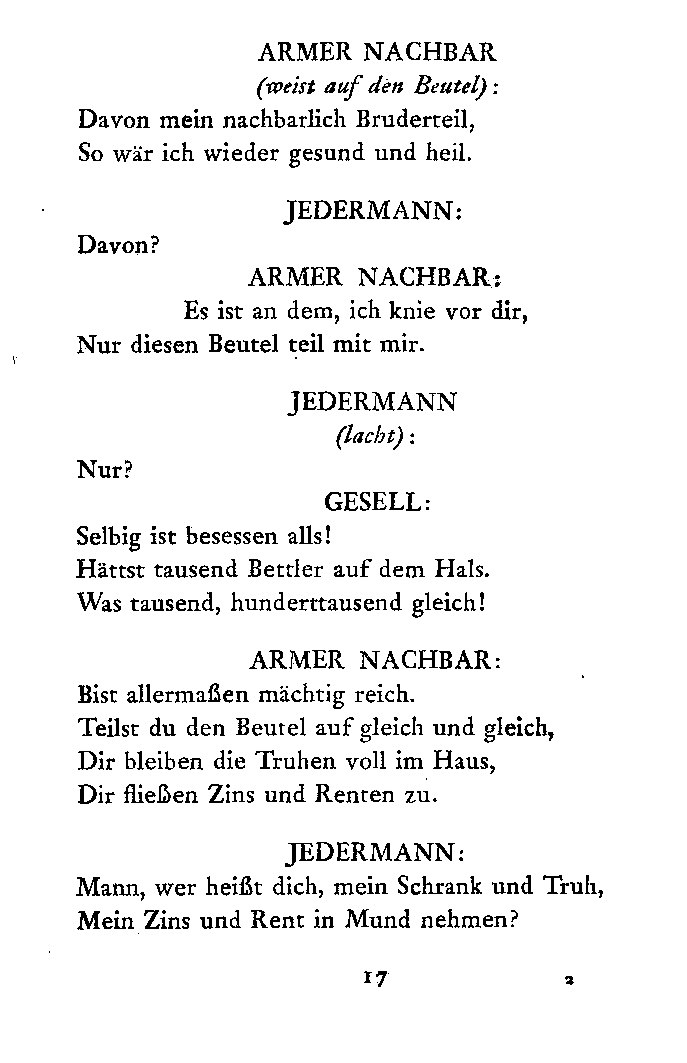 ARMER NACHBAR
(weist auf den Beutel):
Davon mein nachbarlich Bruderteil,
So wär ich wieder gesund und heil.
JEDERMANN:
Davon?
ARMER NACHBAR:
Es ist an dem, ich knie vor dir,
Nur diesen Beutel teil mit mir.
JEDERMANN
(lacht):
Nur?
GESELL:
Selbig ist besessen alls!
Hättst tausend Bettler auf dem Hals.
Was tausend, hunderttausend gleich!
ARMER NACHBAR:
Bist allermaßen mächtig reich.
Teilst du den Beutel auf gleich und gleich,
Dir bleiben die Truhen voll im Haus,
Dir fließen Zins und Renten zu.
JEDERMANN:
Mann, wer heißt dich, mein Schrank und Truh,
Mein Zins und Rent in Mund nehmen?
17 2